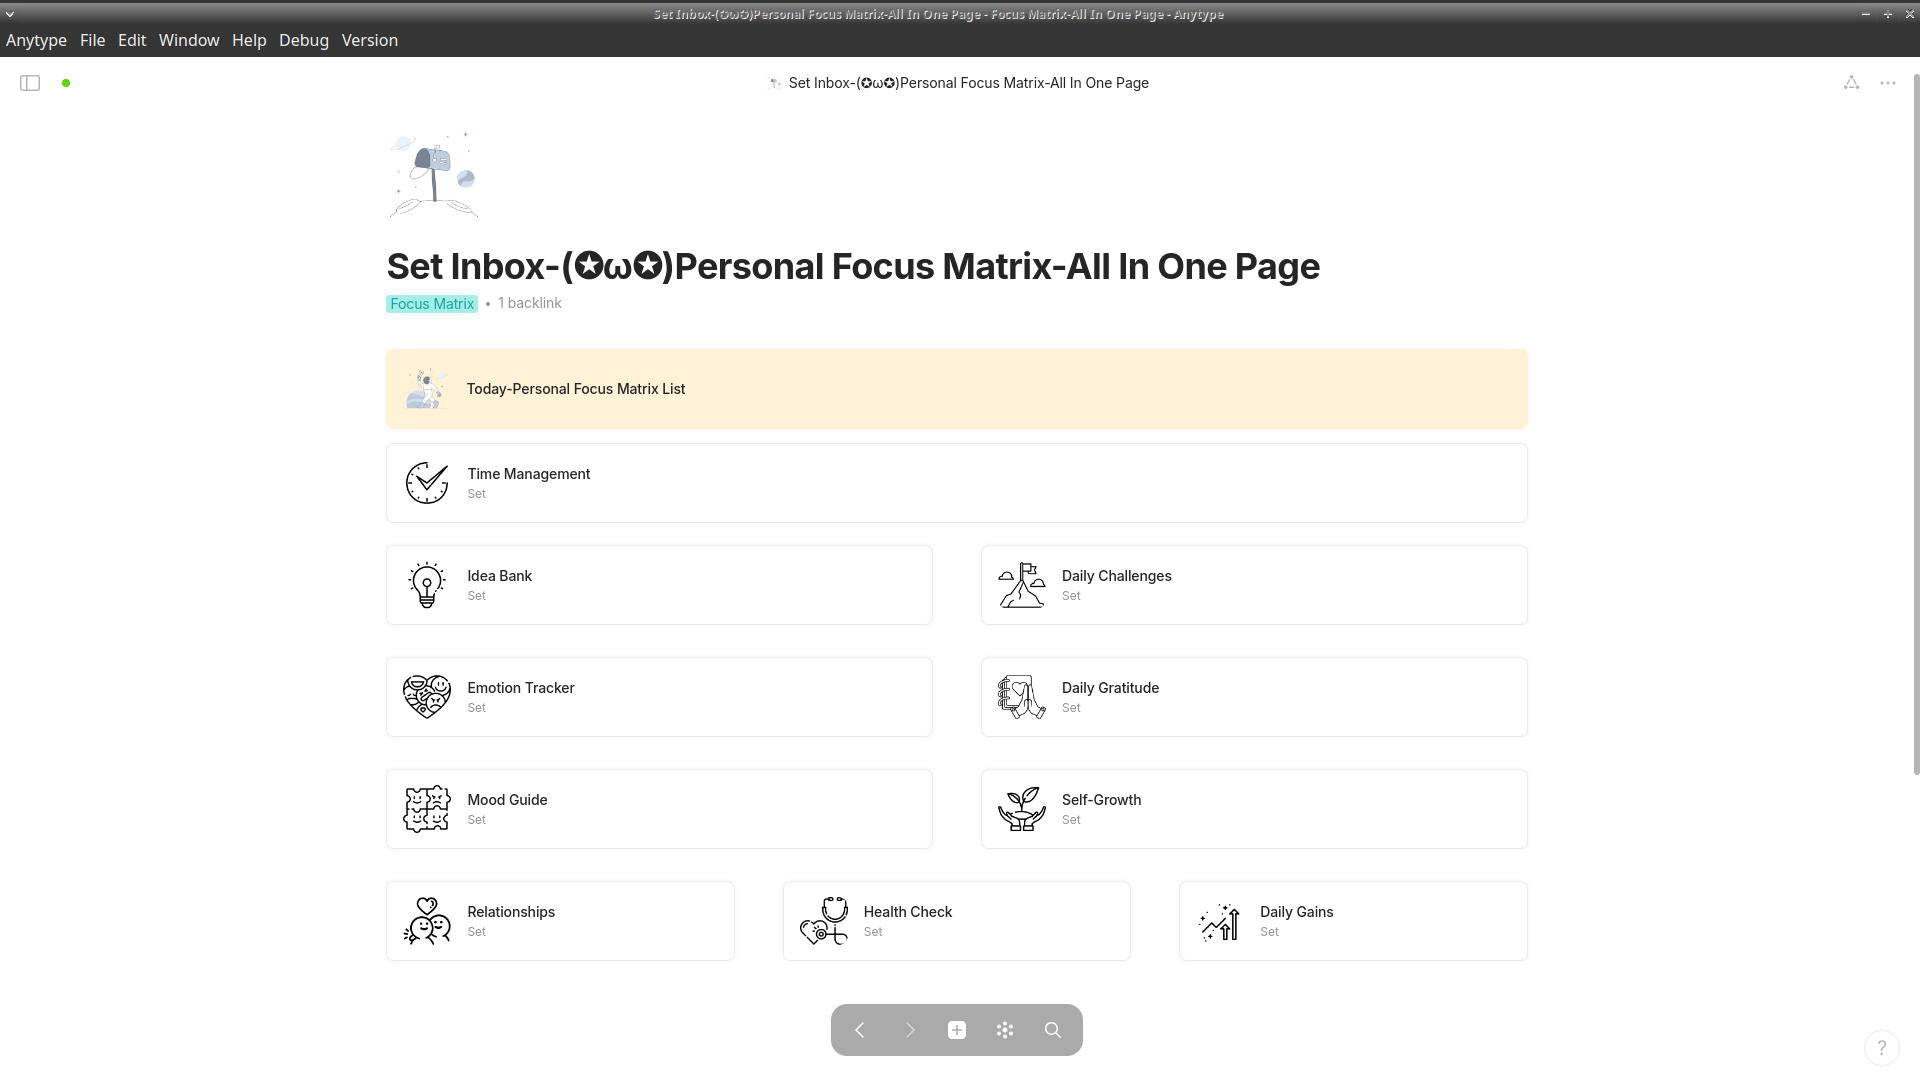 Set Inbox-(✪ω✪)Personal Focus Matrix-All In One Page - Focus Matrix-All In One Page - Anytype
Anytype File Edit Window Help Debug Version
Set Inbox-(✪ω✪)Personal Focus Matrix-All In One Page
Set Inbox-(✪ω✪)Personal Focus Matrix-All In One Page
Focus Matrix • 1 backlink
Today-Personal Focus Matrix List
Time Management
Set
Idea Bank
Set
Daily Challenges
Set
Emotion Tracker
Set
Daily Gratitude
Set
Mood Guide
Set
Self-Growth
Set
Relationships
Set
Health Check
Set
Daily Gains
Set
?